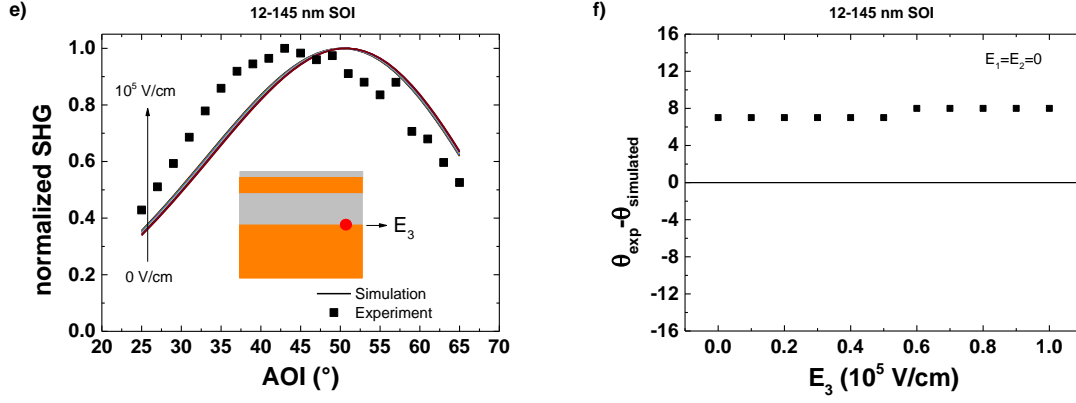 e)
12-145 nm SOI
normalized SHG
1.0
0.8
0.6
0.4
0.2
0.0
10⁵ V/cm
0 V/cm
E₃
Simulation
Experiment
20 25 30 35 40 45 50 55 60 65 70
AOI (°)
f)
12-145 nm SOI
θexp-θsimulated
16
12
8
4
0
-4
-8
-12
-16
E₁=E₂=0
0.0 0.2 0.4 0.6 0.8 1.0
E₃ (10⁵ V/cm)